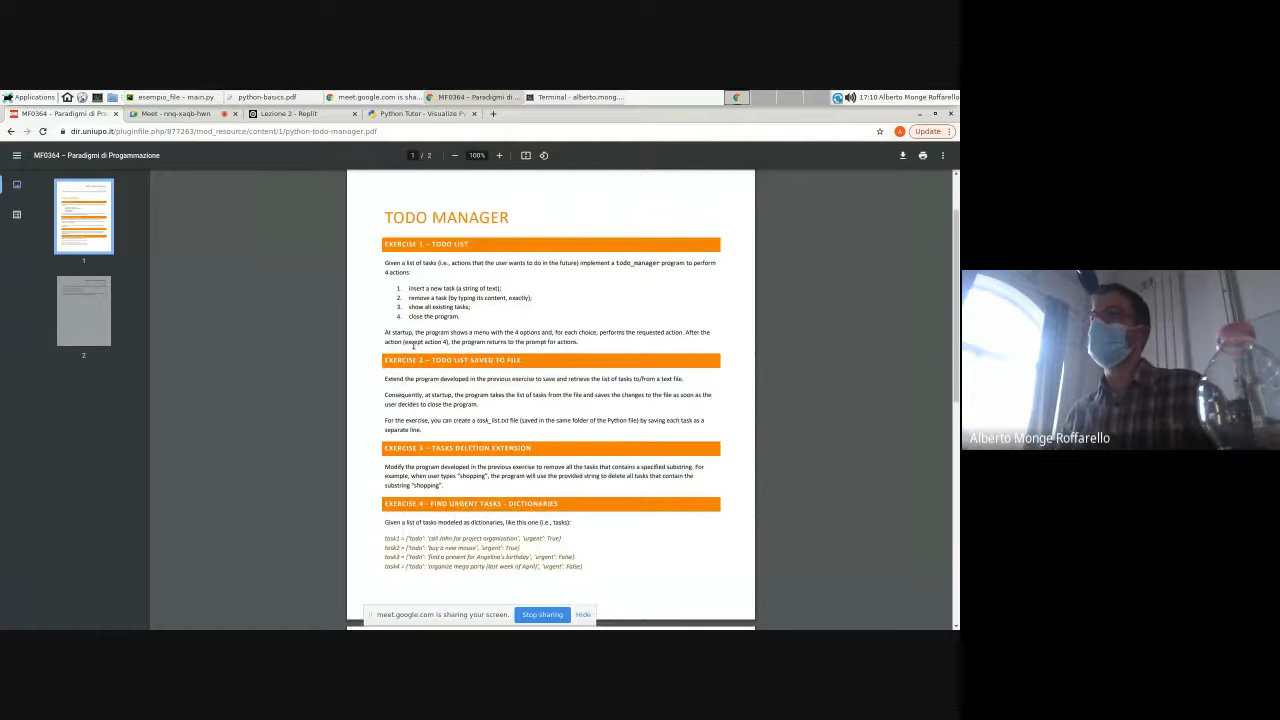 Applications
esempio_file – main.py
python-basics.pdf
meet.google.com is sha...
MF0364 – Paradigmi di ...
Terminal - alberto.mong...
17:10 Alberto Monge Roffarello
MF0364 – Paradigmi di Pro
Meet – nnq-xaqb-hwn
Lezione 2 - Replit
Python Tutor - Visualize Py
dir.uniupo.it/pluginfile.php/877263/mod_resource/content/1/python-todo-manager.pdf
A
Update
MF0364 – Paradigmi di Progammazione
1 / 2
100%
1
2
TODO MANAGER
EXERCISE 1 – TODO LIST
Given a list of tasks (i.e., actions that the user wants to do in the future) implement a todo_manager program to perform
4 actions:
1. insert a new task (a string of text);
2. remove a task (by typing its content, exactly);
3. show all existing tasks;
4. close the program.
At startup, the program shows a menu with the 4 options and, for each choice, performs the requested action. After the
action (except action 4), the program returns to the prompt for actions.
EXERCISE 2 – TODO LIST SAVED TO FILE
Extend the program developed in the previous exercise to save and retrieve the list of tasks to/from a text file.
Consequently, at startup, the program takes the list of tasks from the file and saves the changes to the file as soon as the
user decides to close the program.
For the exercise, you can create a task_list.txt file (saved in the same folder of the Python file) by saving each task as a
separate line.
EXERCISE 3 – TASKS DELETION EXTENSION
Modify the program developed in the previous exercise to remove all the tasks that contains a specified substring. For
example, when user types "shopping", the program will use the provided string to delete all tasks that contain the
substring "shopping".
EXERCISE 4 – FIND URGENT TASKS - DICTIONARIES
Given a list of tasks modeled as dictionaries, like this one (i.e., tasks):
task1 = {'todo': 'call John for project organization', 'urgent': True}
task2 = {'todo': 'buy a new mouse', 'urgent': True}
task3 = {'todo': 'find a present for Angelina's birthday', 'urgent': False}
task4 = {'todo': 'organize mega party (last week of April)', 'urgent': False}
meet.google.com is sharing your screen.
Stop sharing
Hide
Alberto Monge Roffarello